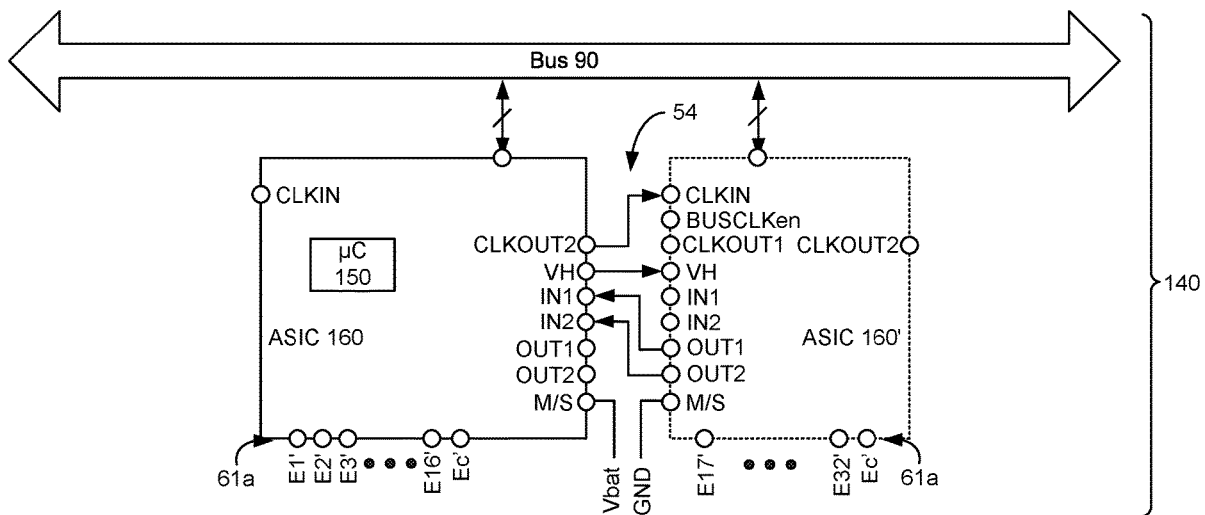 Bus 90
54
140
CLKIN
µC
150
ASIC 160
CLKOUT2
VH
IN1
IN2
OUT1
OUT2
M/S
61a
E1'
E2'
E3'
E16'
Ec'
Vbat
GND
CLKIN
BUSCLKen
CLKOUT1 CLKOUT2
VH
IN1
IN2
OUT1
OUT2
M/S
ASIC 160'
E17'
E32'
Ec'
61a